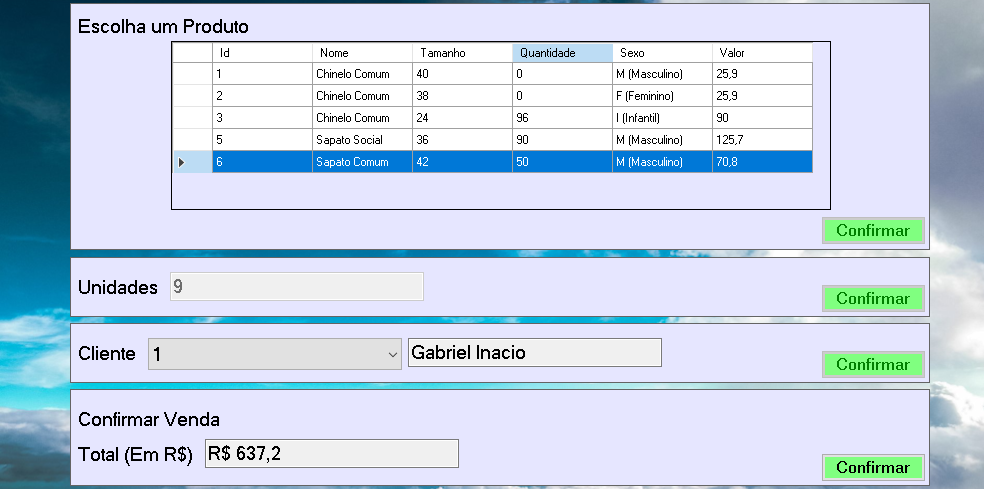 Escolha um Produto
Id Nome Tamanho Quantidade Sexo Valor
1 Chinelo Comum 40 0 M (Masculino) 25,9
2 Chinelo Comum 38 0 F (Feminino) 25,9
3 Chinelo Comum 24 96 I (Infantil) 90
5 Sapato Social 36 90 M (Masculino) 125,7
6 Sapato Comum 42 50 M (Masculino) 70,8
Confirmar
Unidades 9
Confirmar
Cliente 1 Gabriel Inacio
Confirmar
Confirmar Venda
Total (Em R$) R$ 637,2
Confirmar